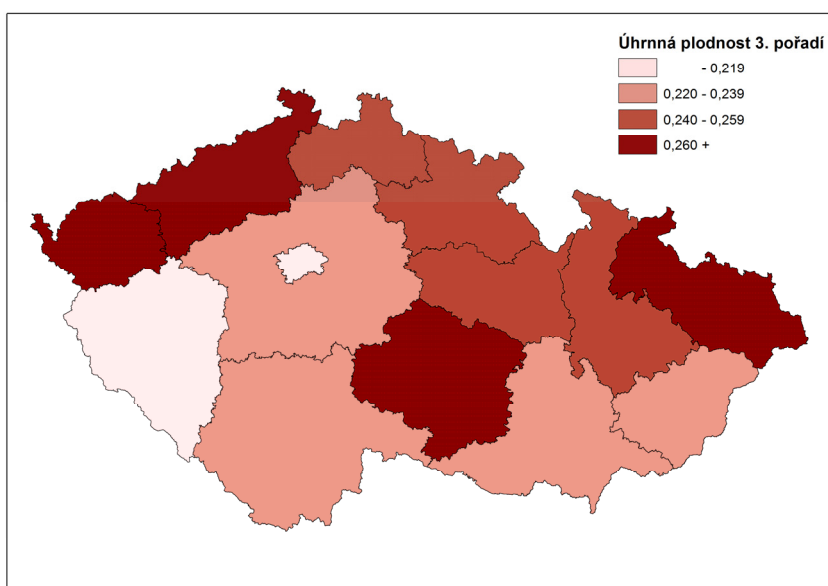 Úhrnná plodnost 3. pořadí
- 0,219
0,220 - 0,239
0,240 - 0,259
0,260 +